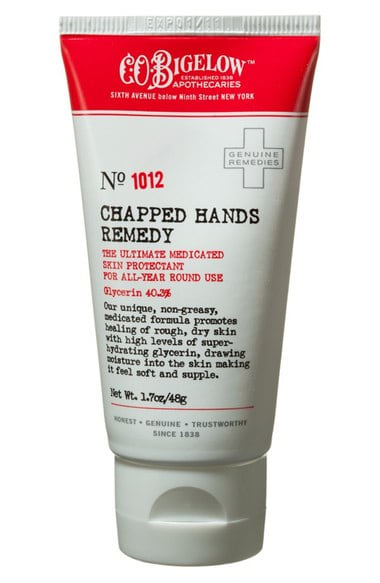 EXP01/11
C.O. BIGELOW™
ESTABLISHED 1838
APOTHECARIES
SIXTH AVENUE below Ninth Street NEW YORK
GENUINE
REMEDIES
No 1012
CHAPPED HANDS
REMEDY
THE ULTIMATE MEDICATED
SKIN PROTECTANT
FOR ALL-YEAR ROUND USE
Glycerin 40.3%
Our unique, non-greasy,
medicated formula promotes
healing of rough, dry skin
with high levels of super-
hydrating glycerin, drawing
moisture into the skin making
it feel soft and supple.
Net Wt. 1.7oz/48g
HONEST • GENUINE • TRUSTWORTHY
SINCE 1838